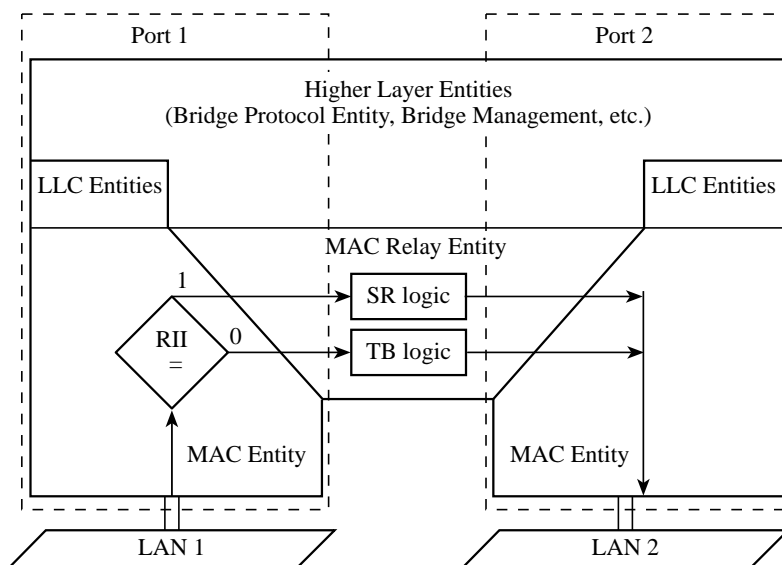 Port 1
Port 2
Higher Layer Entities
(Bridge Protocol Entity, Bridge Management, etc.)
LLC Entities
LLC Entities
MAC Relay Entity
1
SR logic
RII
=
0
TB logic
MAC Entity
MAC Entity
LAN 1
LAN 2